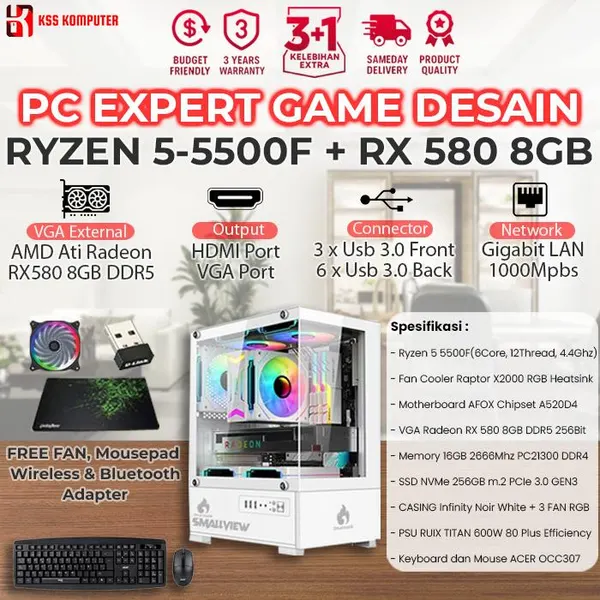 KSS KOMPUTER
BUDGET
FRIENDLY
3 YEARS
WARRANTY
3+1
KELEBIHAN
EXTRA
SAMEDAY
DELIVERY
PRODUCT
QUALITY
PC EXPERT GAME DESAIN
RYZEN 5-5500F + RX 580 8GB
VGA External
AMD Ati Radeon
RX580 8GB DDR5
Output
HDMI Port
VGA Port
Connector
3 x Usb 3.0 Front
6 x Usb 3.0 Back
Network
Gigabit LAN
1000Mpbs
FREE FAN, Mousepad
Wireless & Bluetooth
Adapter
RADEON
SMALLVIEW
Spesifikasi :
- Ryzen 5 5500F(6Core, 12Thread, 4.4Ghz)
- Fan Cooler Raptor X2000 RGB Heatsink
- Motherboard AFOX Chipset A520D4
- VGA Radeon RX 580 8GB DDR5 256Bit
- Memory 16GB 2666Mhz PC21300 DDR4
- SSD NVMe 256GB m.2 PCIe 3.0 GEN3
- CASING Infinity Noir White + 3 FAN RGB
- PSU RUIX TITAN 600W 80 Plus Efficiency
- Keyboard dan Mouse ACER OCC307